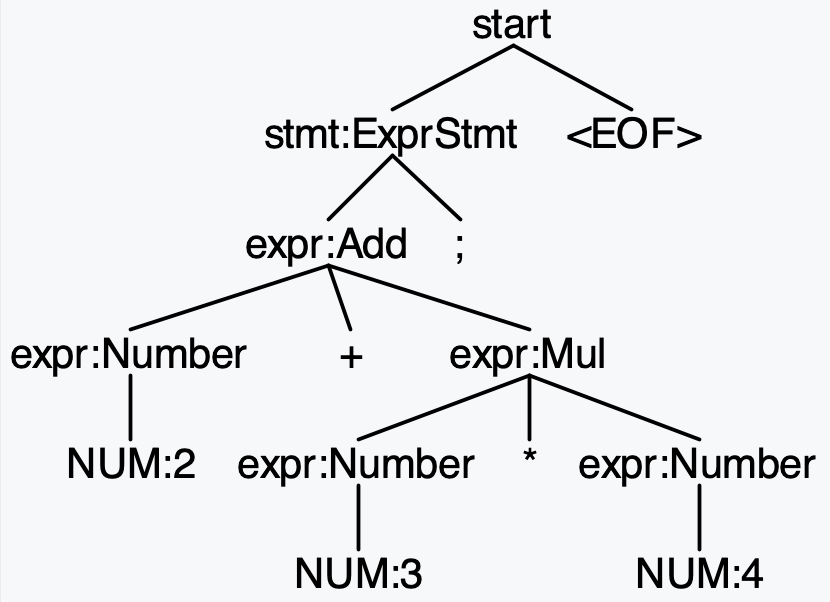 start
stmt:ExprStmt <EOF>
expr:Add ;
expr:Number + expr:Mul
NUM:2 expr:Number * expr:Number
NUM:3 NUM:4